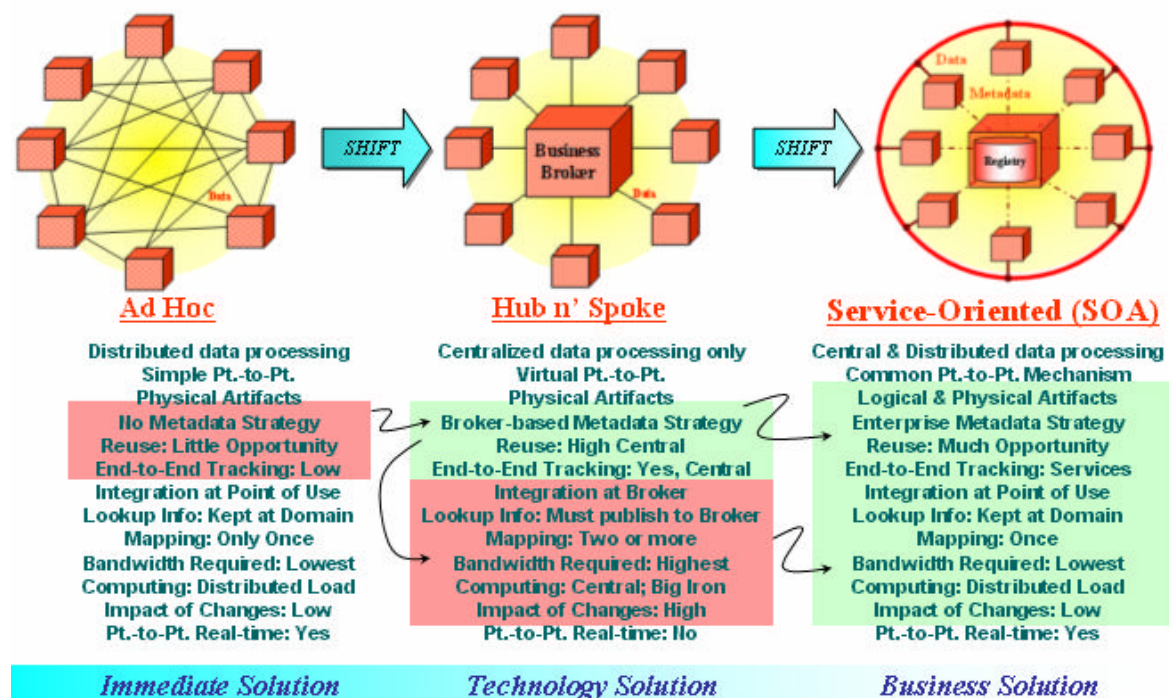 Data
SHIFT
Business
Broker
Data
SHIFT
Data
Metadata
Registry
Ad Hoc
Distributed data processing
Simple Pt.-to-Pt.
Physical Artifacts
No Metadata Strategy
Reuse: Little Opportunity
End-to-End Tracking: Low
Integration at Point of Use
Lookup Info: Kept at Domain
Mapping: Only Once
Bandwidth Required: Lowest
Computing: Distributed Load
Impact of Changes: Low
Pt.-to-Pt. Real-time: Yes
Immediate Solution
Hub n' Spoke
Centralized data processing only
Virtual Pt.-to-Pt.
Physical Artifacts
Broker-based Metadata Strategy
Reuse: High Central
End-to-End Tracking: Yes, Central
Integration at Broker
Lookup Info: Must publish to Broker
Mapping: Two or more
Bandwidth Required: Highest
Computing: Central; Big Iron
Impact of Changes: High
Pt.-to-Pt. Real-time: No
Technology Solution
Service-Oriented (SOA)
Central & Distributed data processing
Common Pt.-to-Pt. Mechanism
Logical & Physical Artifacts
Enterprise Metadata Strategy
Reuse: Much Opportunity
End-to-End Tracking: Services
Integration at Point of Use
Lookup Info: Kept at Domain
Mapping: Once
Bandwidth Required: Lowest
Computing: Distributed Load
Impact of Changes: Low
Pt.-to-Pt. Real-time: Yes
Business Solution